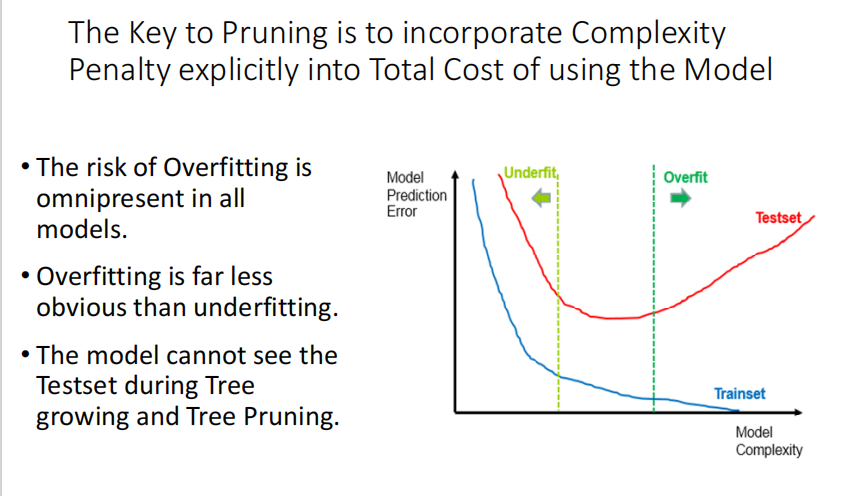 The Key to Pruning is to incorporate Complexity
Penalty explicitly into Total Cost of using the Model
• The risk of Overfitting is
omnipresent in all
models.
• Overfitting is far less
obvious than underfitting.
• The model cannot see the
Testset during Tree
growing and Tree Pruning.
Model
Prediction
Error
Underfit
Overfit
Testset
Trainset
Model
Complexity